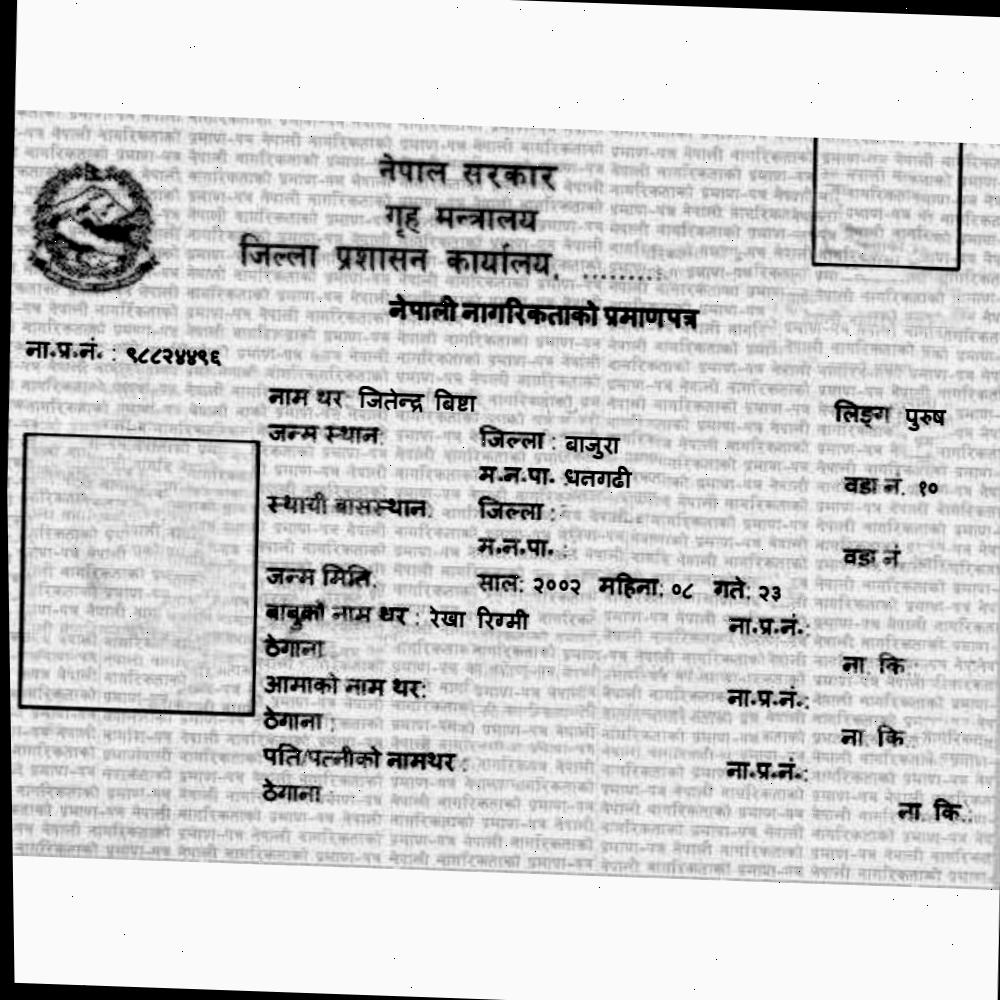 नेपाल सरकार
गृह मन्त्रालय
जिल्ला प्रशासन कार्यालय, ..........
नेपाली नागरिकताको प्रमाणपत्र
ना.प्र.नं. : ९८८२४४९६
नाम थर: जितेन्द्र बिष्टा लिङ्ग पुरुष
जन्म स्थान: जिल्ला : बाजुरा
म.न.पा. धनगढी वडा नं. १०
स्थायी बासस्थान: जिल्ला :
म.न.पा. : वडा नं
जन्म मिति: साल: २००२ महिना: ०८ गते: २३
बाबुको नाम थर : रेखा रिग्मी ना.प्र.नं.:
ठेगाना ना. कि.:
आमाको नाम थर: ना.प्र.नं.:
ठेगाना : ना. कि.
पति/पत्नीको नामथर : ना.प्र.नं.:
ठेगाना : ना. कि.: